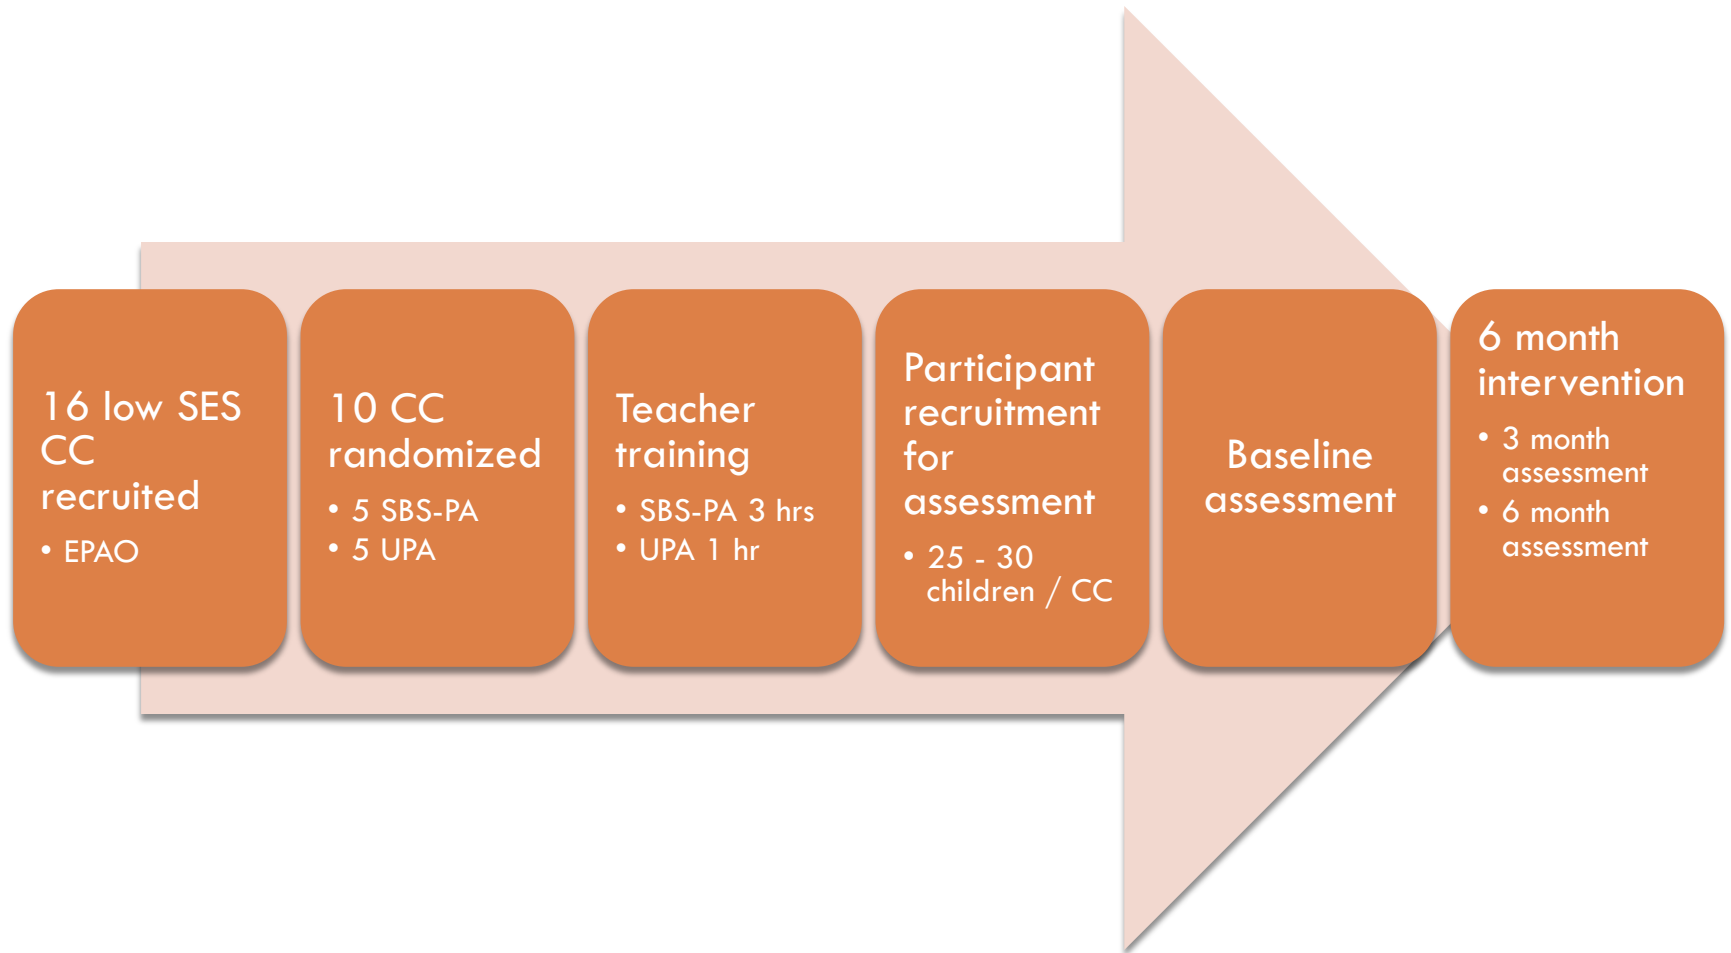 16 low SES
CC
recruited
• EPAO
10 CC
randomized
• 5 SBS-PA
• 5 UPA
Teacher
training
• SBS-PA 3 hrs
• UPA 1 hr
Participant
recruitment
for
assessment
• 25 - 30
children / CC
Baseline
assessment
6 month
intervention
• 3 month
assessment
• 6 month
assessment